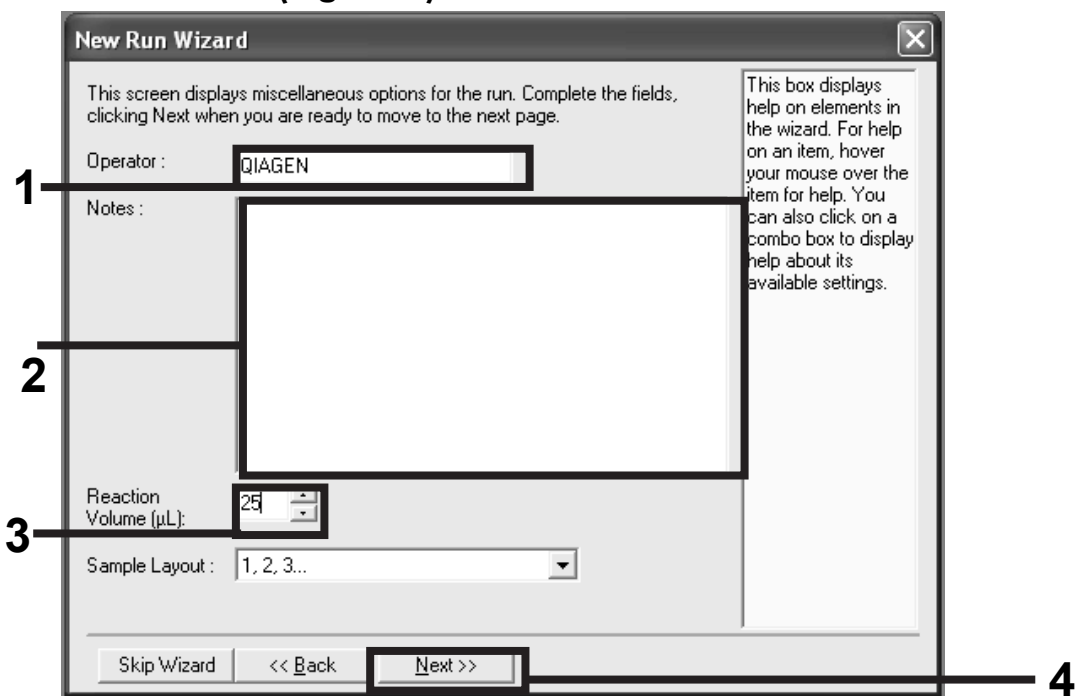 New Run Wizard
This screen displays miscellaneous options for the run. Complete the fields,
clicking Next when you are ready to move to the next page.
Operator :
QIAGEN
1
Notes :
2
Reaction
Volume (µL):
25
3
Sample Layout :
1, 2, 3...
Skip Wizard
<< Back
Next >>
4
This box displays
help on elements in
the wizard. For help
on an item, hover
your mouse over the
item for help. You
can also click on a
combo box to display
help about its
available settings.